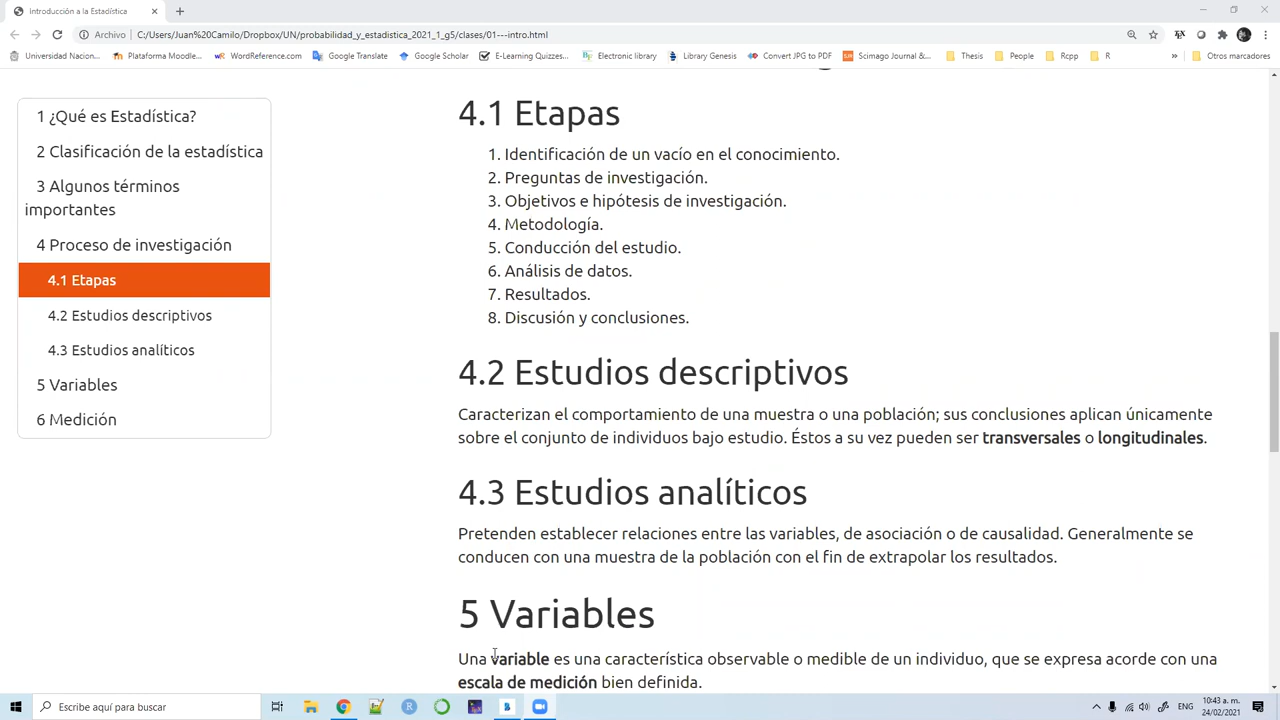 Introducción a la Estadística
Archivo | C:/Users/Juan%20Camilo/Dropbox/UN/probabilidad_y_estadistica_2021_1_g5/clases/01---intro.html
Universidad Nacion... Plataforma Moodle... WordReference.com Google Translate Google Scholar E-Learning Quizzes... Electronic library Library Genesis Convert JPG to PDF Scimago Journal &... Thesis People Rcpp R » Otros marcadores
1 ¿Qué es Estadística?
2 Clasificación de la estadística
3 Algunos términos
importantes
4 Proceso de investigación
4.1 Etapas
4.2 Estudios descriptivos
4.3 Estudios analíticos
5 Variables
6 Medición
4.1 Etapas
1. Identificación de un vacío en el conocimiento.
2. Preguntas de investigación.
3. Objetivos e hipótesis de investigación.
4. Metodología.
5. Conducción del estudio.
6. Análisis de datos.
7. Resultados.
8. Discusión y conclusiones.
4.2 Estudios descriptivos
Caracterizan el comportamiento de una muestra o una población; sus conclusiones aplican únicamente
sobre el conjunto de individuos bajo estudio. Éstos a su vez pueden ser transversales o longitudinales.
4.3 Estudios analíticos
Pretenden establecer relaciones entre las variables, de asociación o de causalidad. Generalmente se
conducen con una muestra de la población con el fin de extrapolar los resultados.
5 Variables
Una variable es una característica observable o medible de un individuo, que se expresa acorde con una
escala de medición bien definida.
Escribe aquí para buscar
ENG
10:43 a. m.
24/02/2021